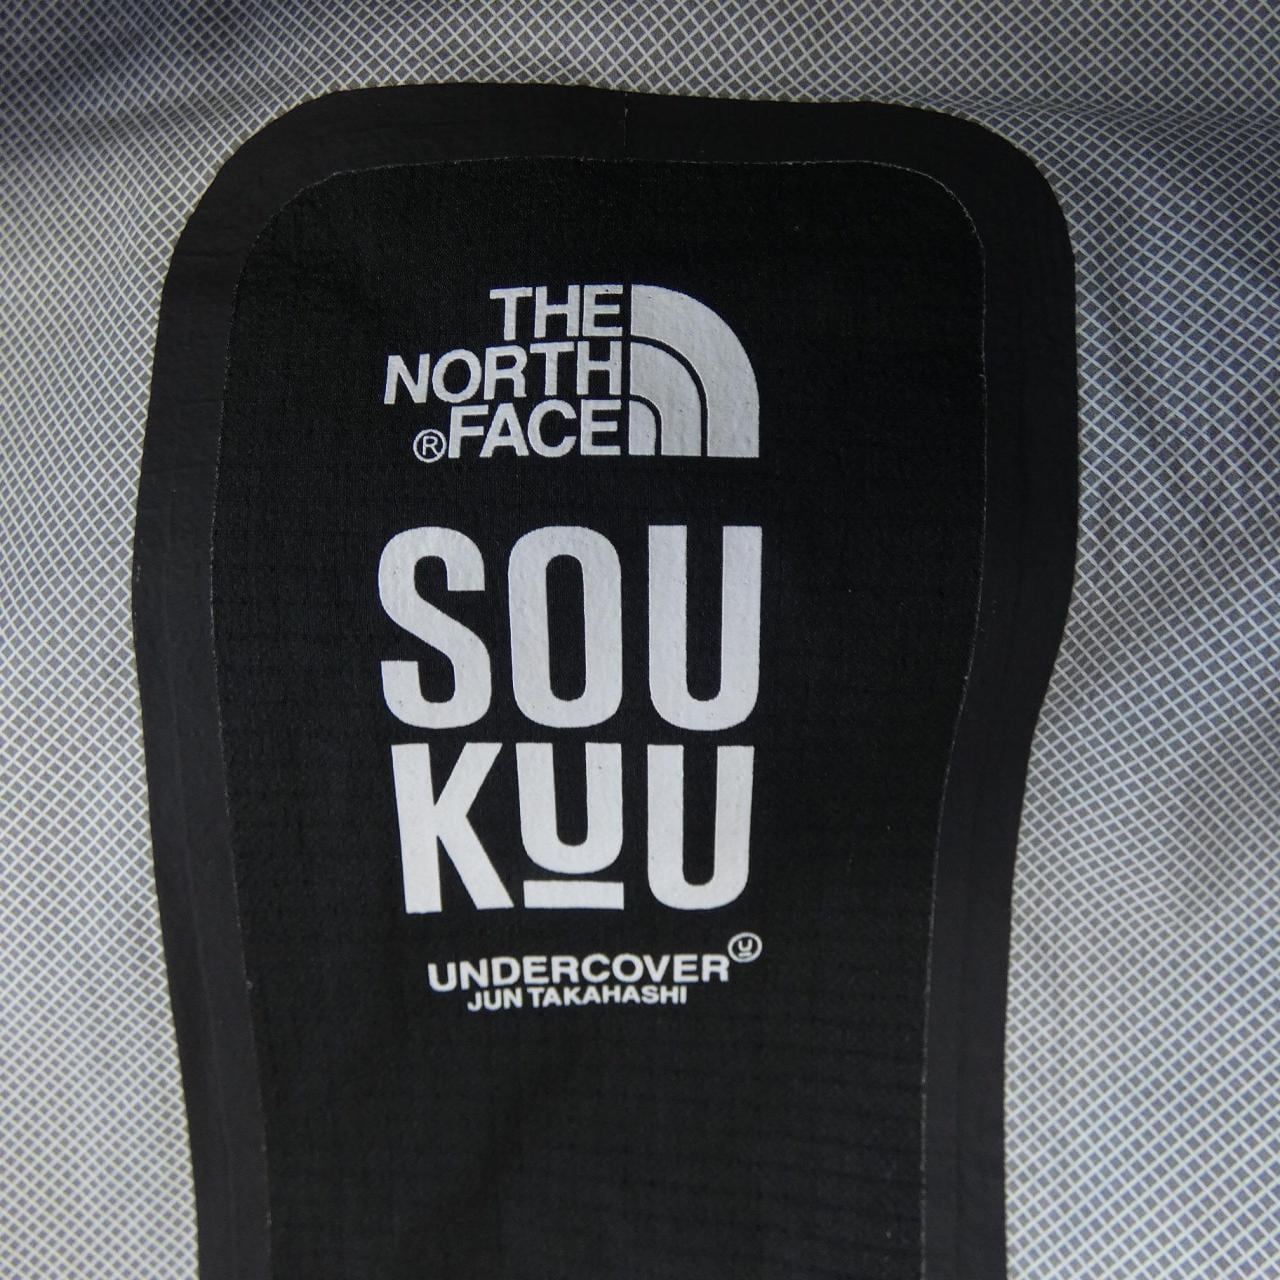 THE
NORTH
®FACE
SOU
KUU
UNDERCOVER Ⓤ
JUN TAKAHASHI